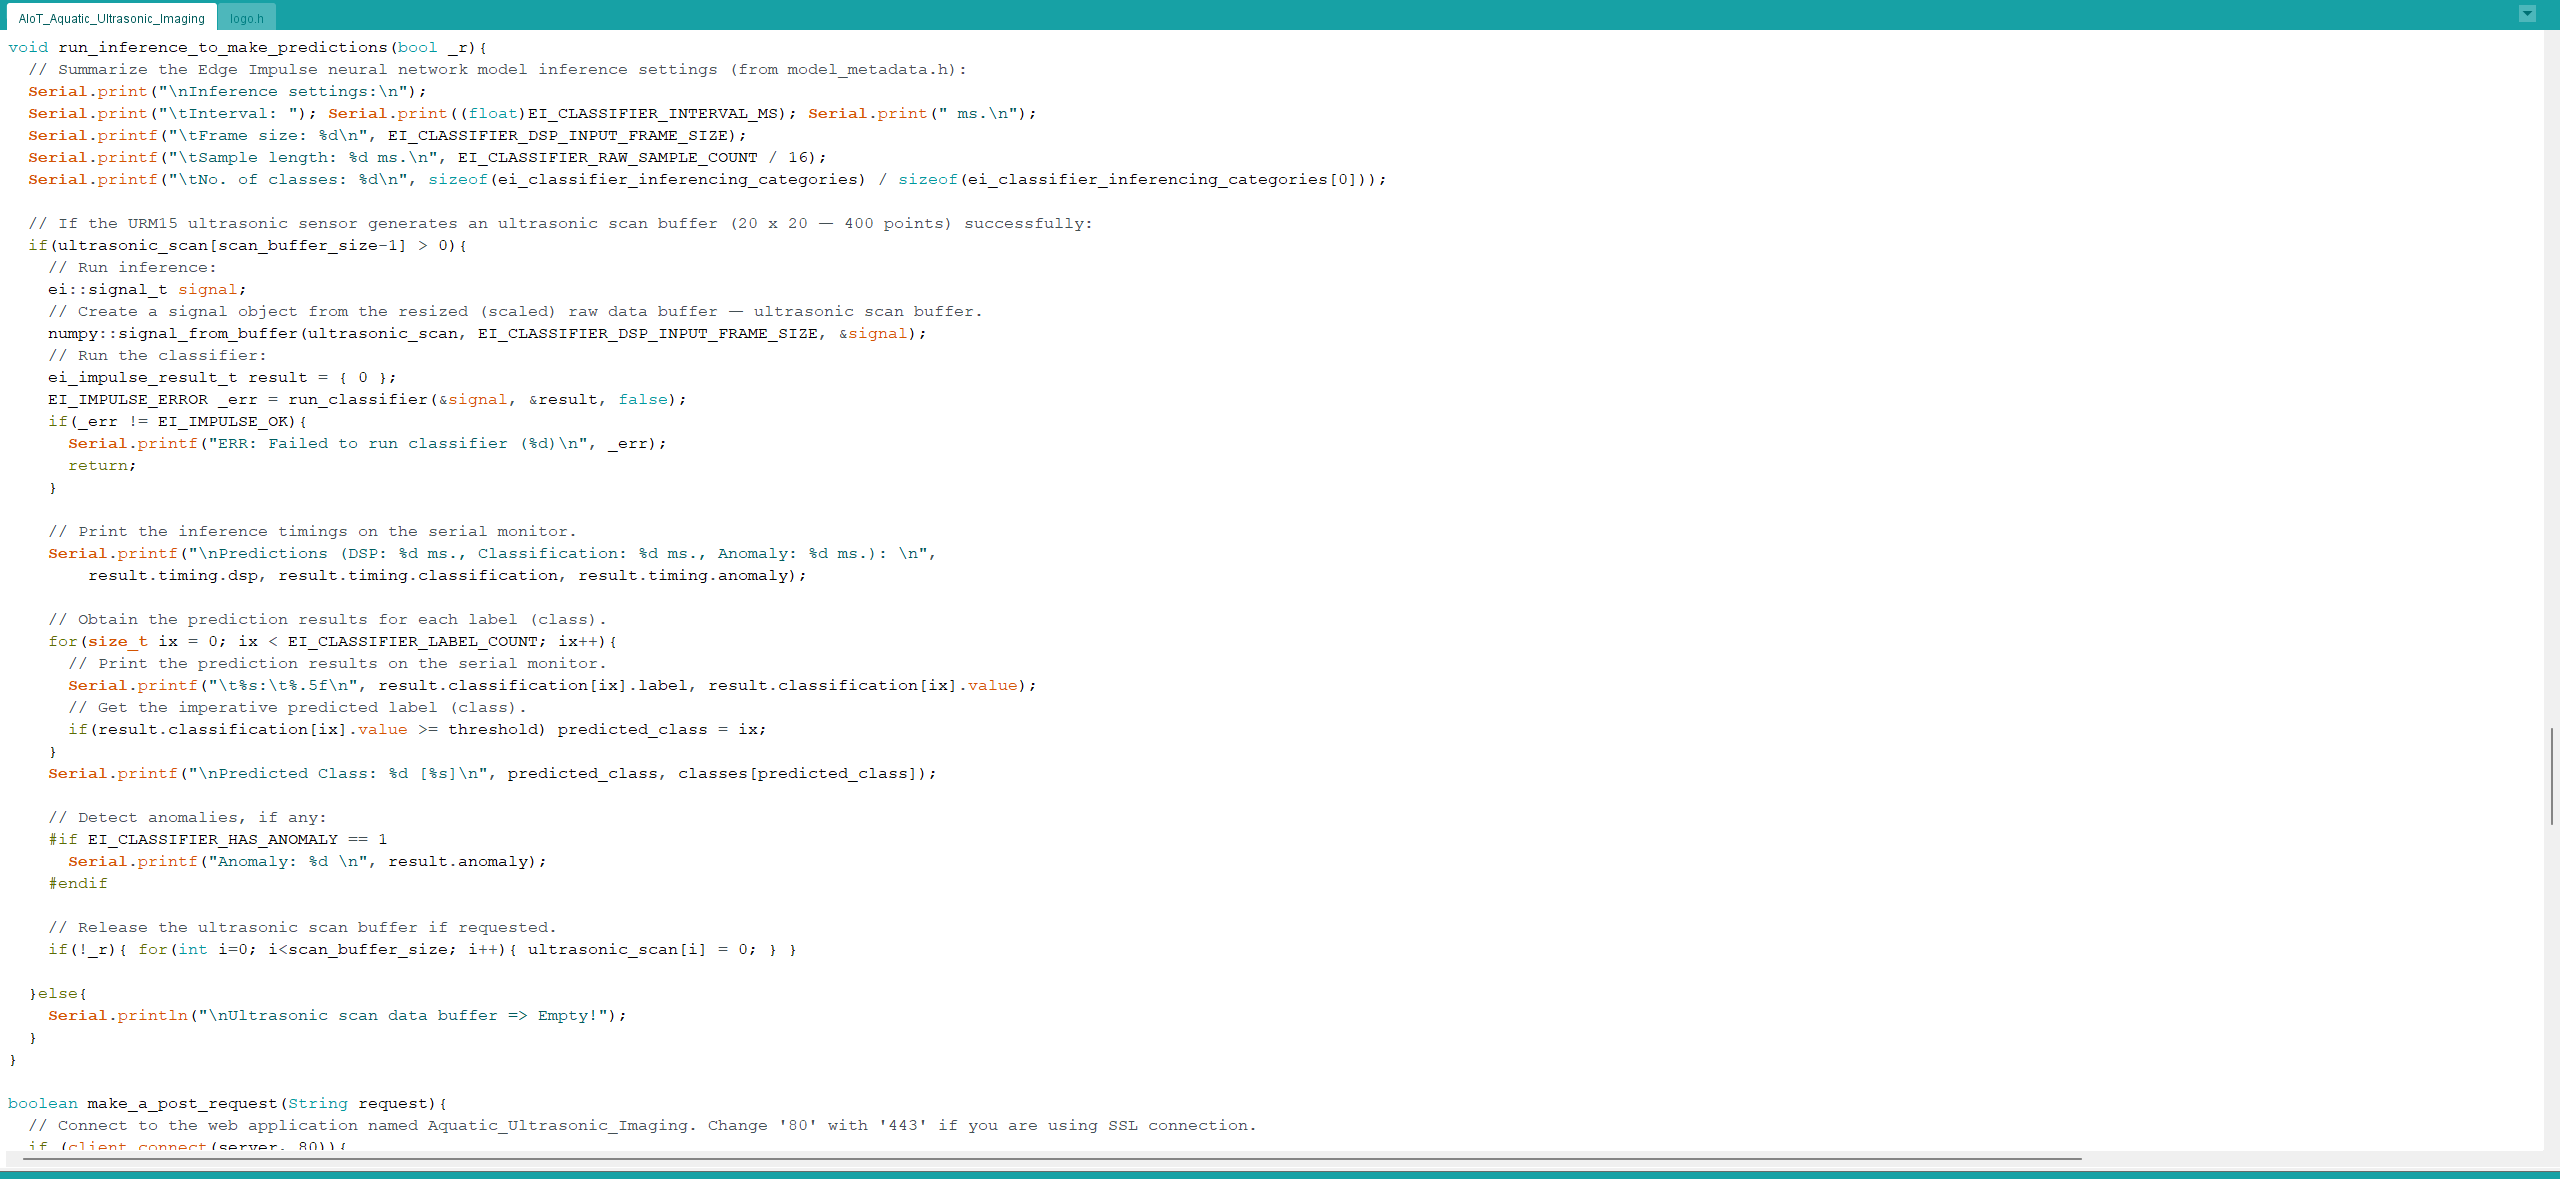 AIoT_Aquatic_Ultrasonic_Imaging logo.h
void run_inference_to_make_predictions(bool _r){
  // Summarize the Edge Impulse neural network model inference settings (from model_metadata.h):
  Serial.print("\nInference settings:\n");
  Serial.print("\tInterval: "); Serial.print((float)EI_CLASSIFIER_INTERVAL_MS); Serial.print(" ms.\n");
  Serial.printf("\tFrame size: %d\n", EI_CLASSIFIER_DSP_INPUT_FRAME_SIZE);
  Serial.printf("\tSample length: %d ms.\n", EI_CLASSIFIER_RAW_SAMPLE_COUNT / 16);
  Serial.printf("\tNo. of classes: %d\n", sizeof(ei_classifier_inferencing_categories) / sizeof(ei_classifier_inferencing_categories[0]));
  // If the URM15 ultrasonic sensor generates an ultrasonic scan buffer (20 x 20 — 400 points) successfully:
  if(ultrasonic_scan[scan_buffer_size-1] > 0){
    // Run inference:
    ei::signal_t signal;
    // Create a signal object from the resized (scaled) raw data buffer — ultrasonic scan buffer.
    numpy::signal_from_buffer(ultrasonic_scan, EI_CLASSIFIER_DSP_INPUT_FRAME_SIZE, &signal);
    // Run the classifier:
    ei_impulse_result_t result = { 0 };
    EI_IMPULSE_ERROR _err = run_classifier(&signal, &result, false);
    if(_err != EI_IMPULSE_OK){
      Serial.printf("ERR: Failed to run classifier (%d)\n", _err);
      return;
    }
    // Print the inference timings on the serial monitor.
    Serial.printf("\nPredictions (DSP: %d ms., Classification: %d ms., Anomaly: %d ms.): \n",
        result.timing.dsp, result.timing.classification, result.timing.anomaly);
    // Obtain the prediction results for each label (class).
    for(size_t ix = 0; ix < EI_CLASSIFIER_LABEL_COUNT; ix++){
      // Print the prediction results on the serial monitor.
      Serial.printf("\t%s:\t%.5f\n", result.classification[ix].label, result.classification[ix].value);
      // Get the imperative predicted label (class).
      if(result.classification[ix].value >= threshold) predicted_class = ix;
    }
    Serial.printf("\nPredicted Class: %d [%s]\n", predicted_class, classes[predicted_class]);
    // Detect anomalies, if any:
    #if EI_CLASSIFIER_HAS_ANOMALY == 1
      Serial.printf("Anomaly: %d \n", result.anomaly);
    #endif
    // Release the ultrasonic scan buffer if requested.
    if(!_r){ for(int i=0; i<scan_buffer_size; i++){ ultrasonic_scan[i] = 0; } }
  }else{
    Serial.println("\nUltrasonic scan data buffer => Empty!");
  }
}
boolean make_a_post_request(String request){
  // Connect to the web application named Aquatic_Ultrasonic_Imaging. Change '80' with '443' if you are using SSL connection.
  if (client.connect(server, 80)){